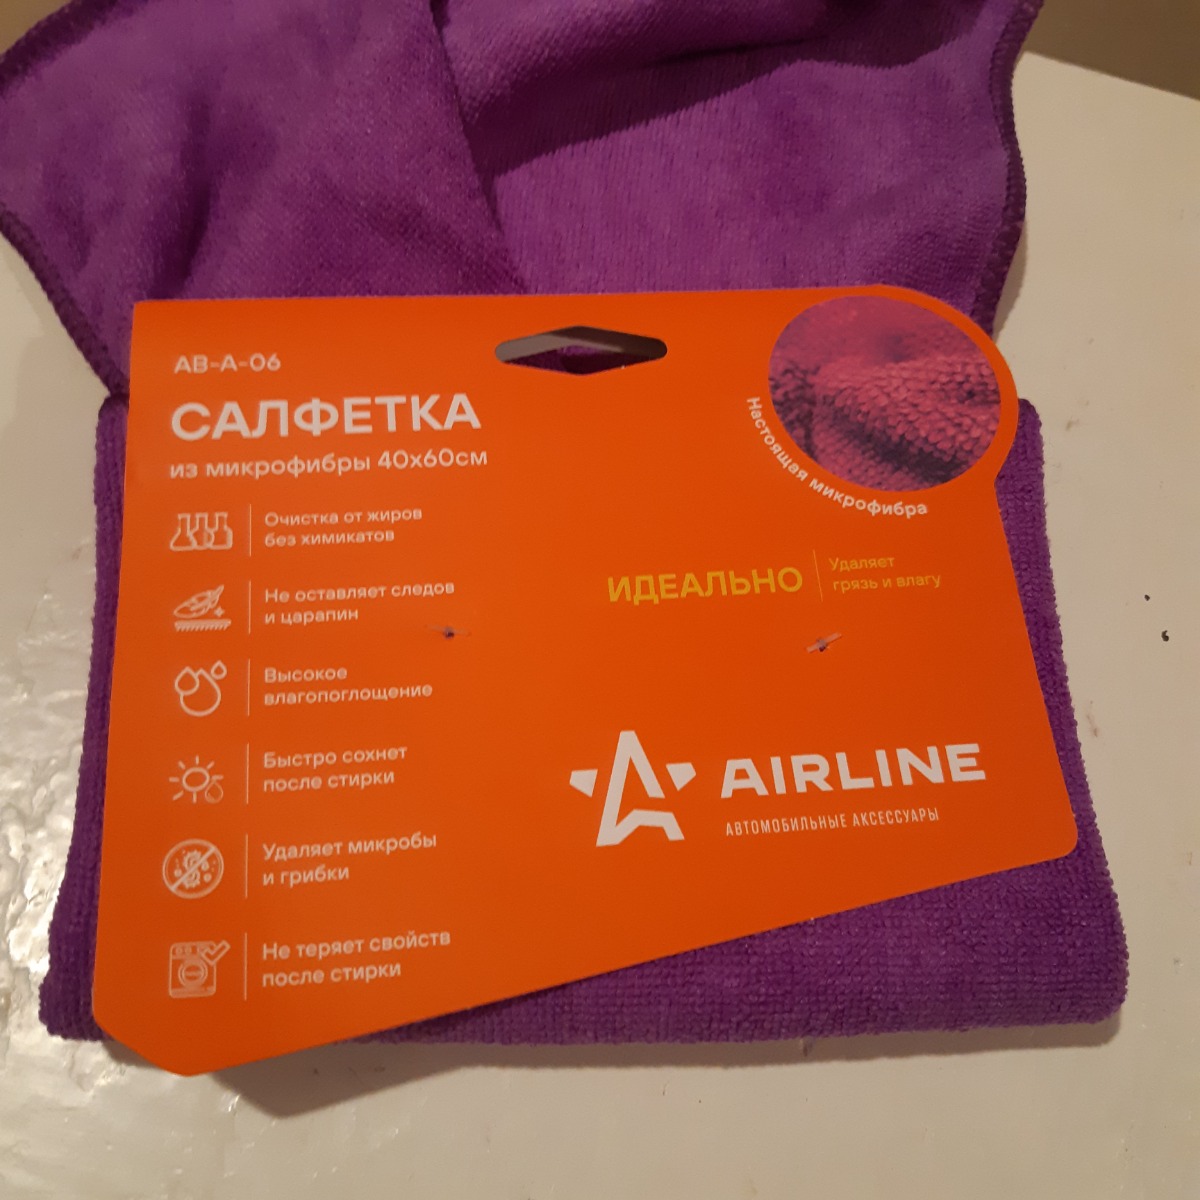 АВ-А-06
САЛФЕТКА
из микрофибры 40х60см
Очистка от жиров
без химикатов
Не оставляет следов
и царапин
Высокое
влагопоглощение
Быстро сохнет
после стирки
Удаляет микробы
и грибки
Не теряет свойств
после стирки
Настоящая микрофибра
ИДЕАЛЬНО
Удаляет
грязь и влагу
AIRLINE
АВТОМОБИЛЬНЫЕ АКСЕССУАРЫ